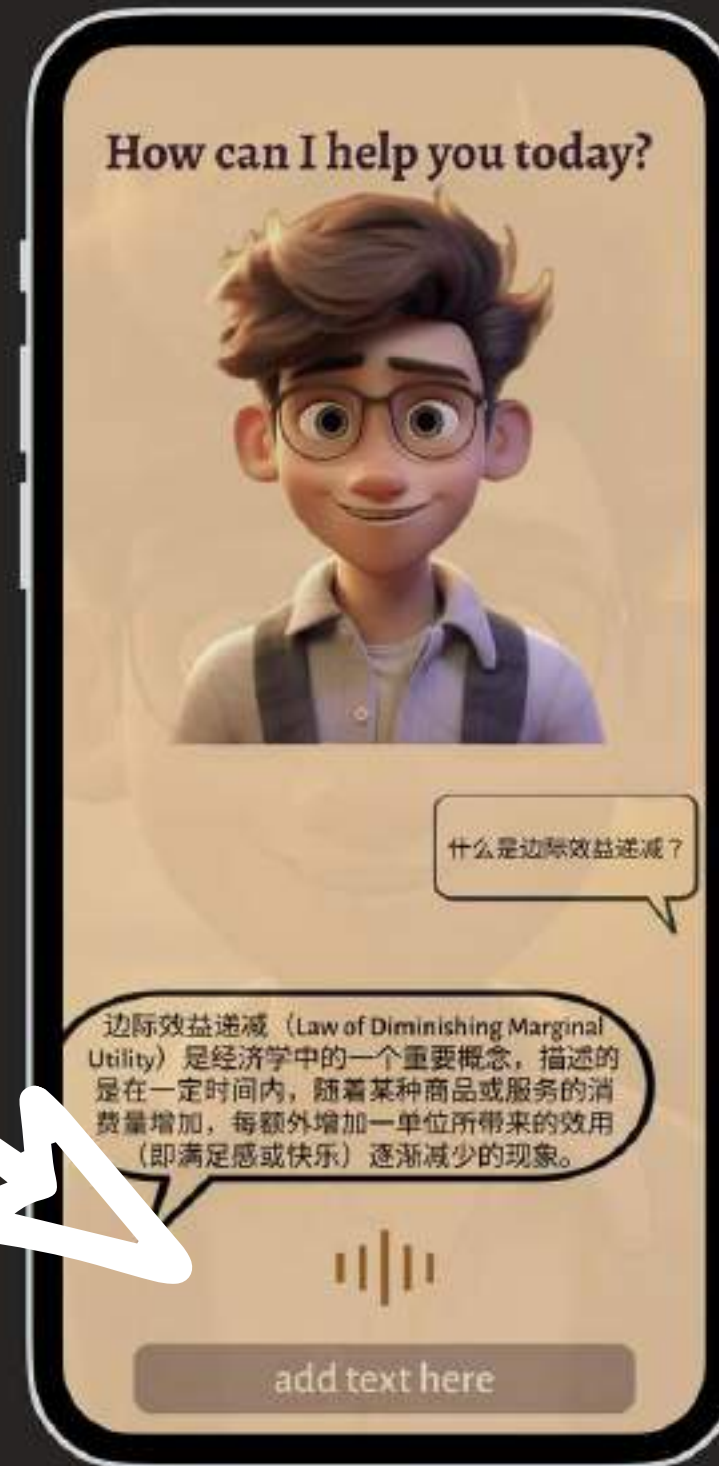 How can I help you today?
什么是边际效益递减？
边际效益递减（Law of Diminishing Marginal
Utility）是经济学中的一个重要概念，描述的
是在一定时间内，随着某种商品或服务的消
费量增加，每额外增加一单位所带来的效用
（即满足感或快乐）逐渐减少的现象。
add text here